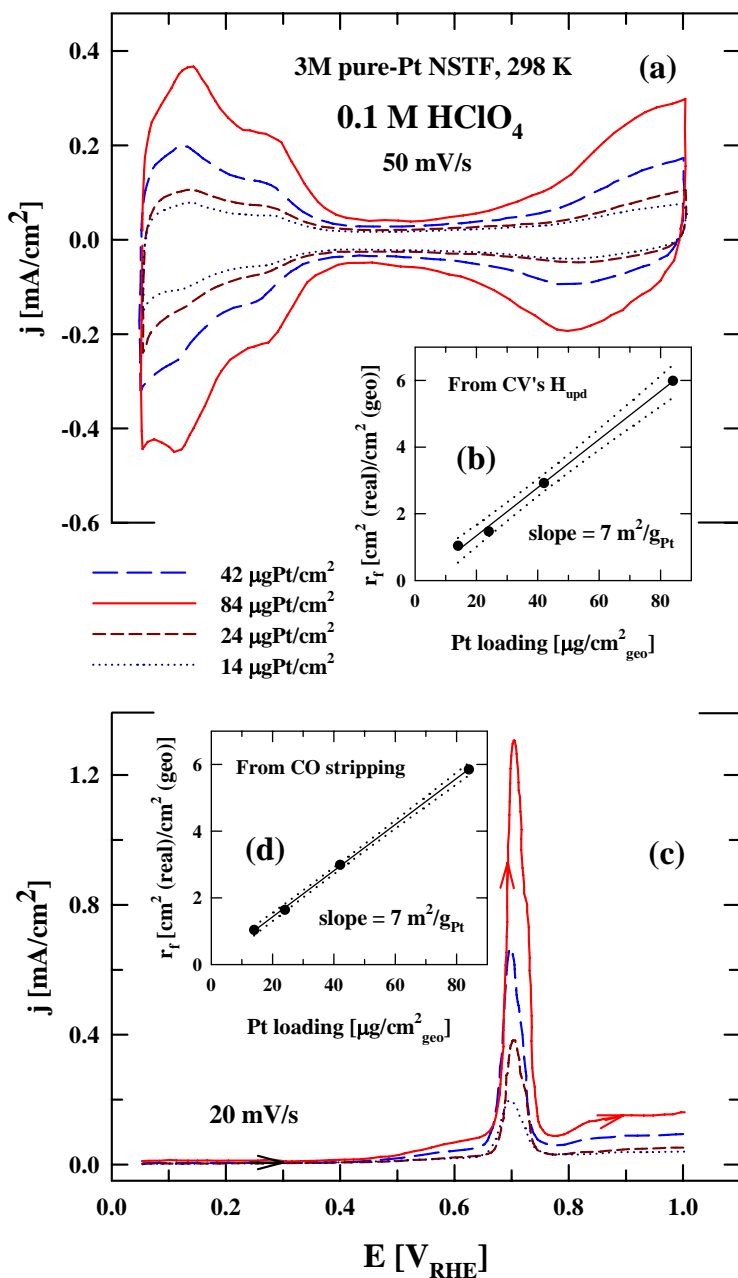 3M pure-Pt NSTF, 298 K
(a)
0.1 M HClO4
50 mV/s
0.4
0.2
0.0
-0.2
-0.4
-0.6
j [mA/cm2]
From CV's Hupd
(b)
slope = 7 m2/gPt
6
4
2
0
rf [cm2 (real)/cm2 (geo)]
0 20 40 60 80
Pt loading [µg/cm2geo]
42 µgPt/cm2
84 µgPt/cm2
24 µgPt/cm2
14 µgPt/cm2
From CO stripping
(d)
slope = 7 m2/gPt
6
4
2
0
rf [cm2 (real)/cm2 (geo)]
0 20 40 60 80
Pt loading [µg/cm2geo]
(c)
1.2
0.8
0.4
0.0
j [mA/cm2]
20 mV/s
0.0 0.2 0.4 0.6 0.8 1.0
E [VRHE]